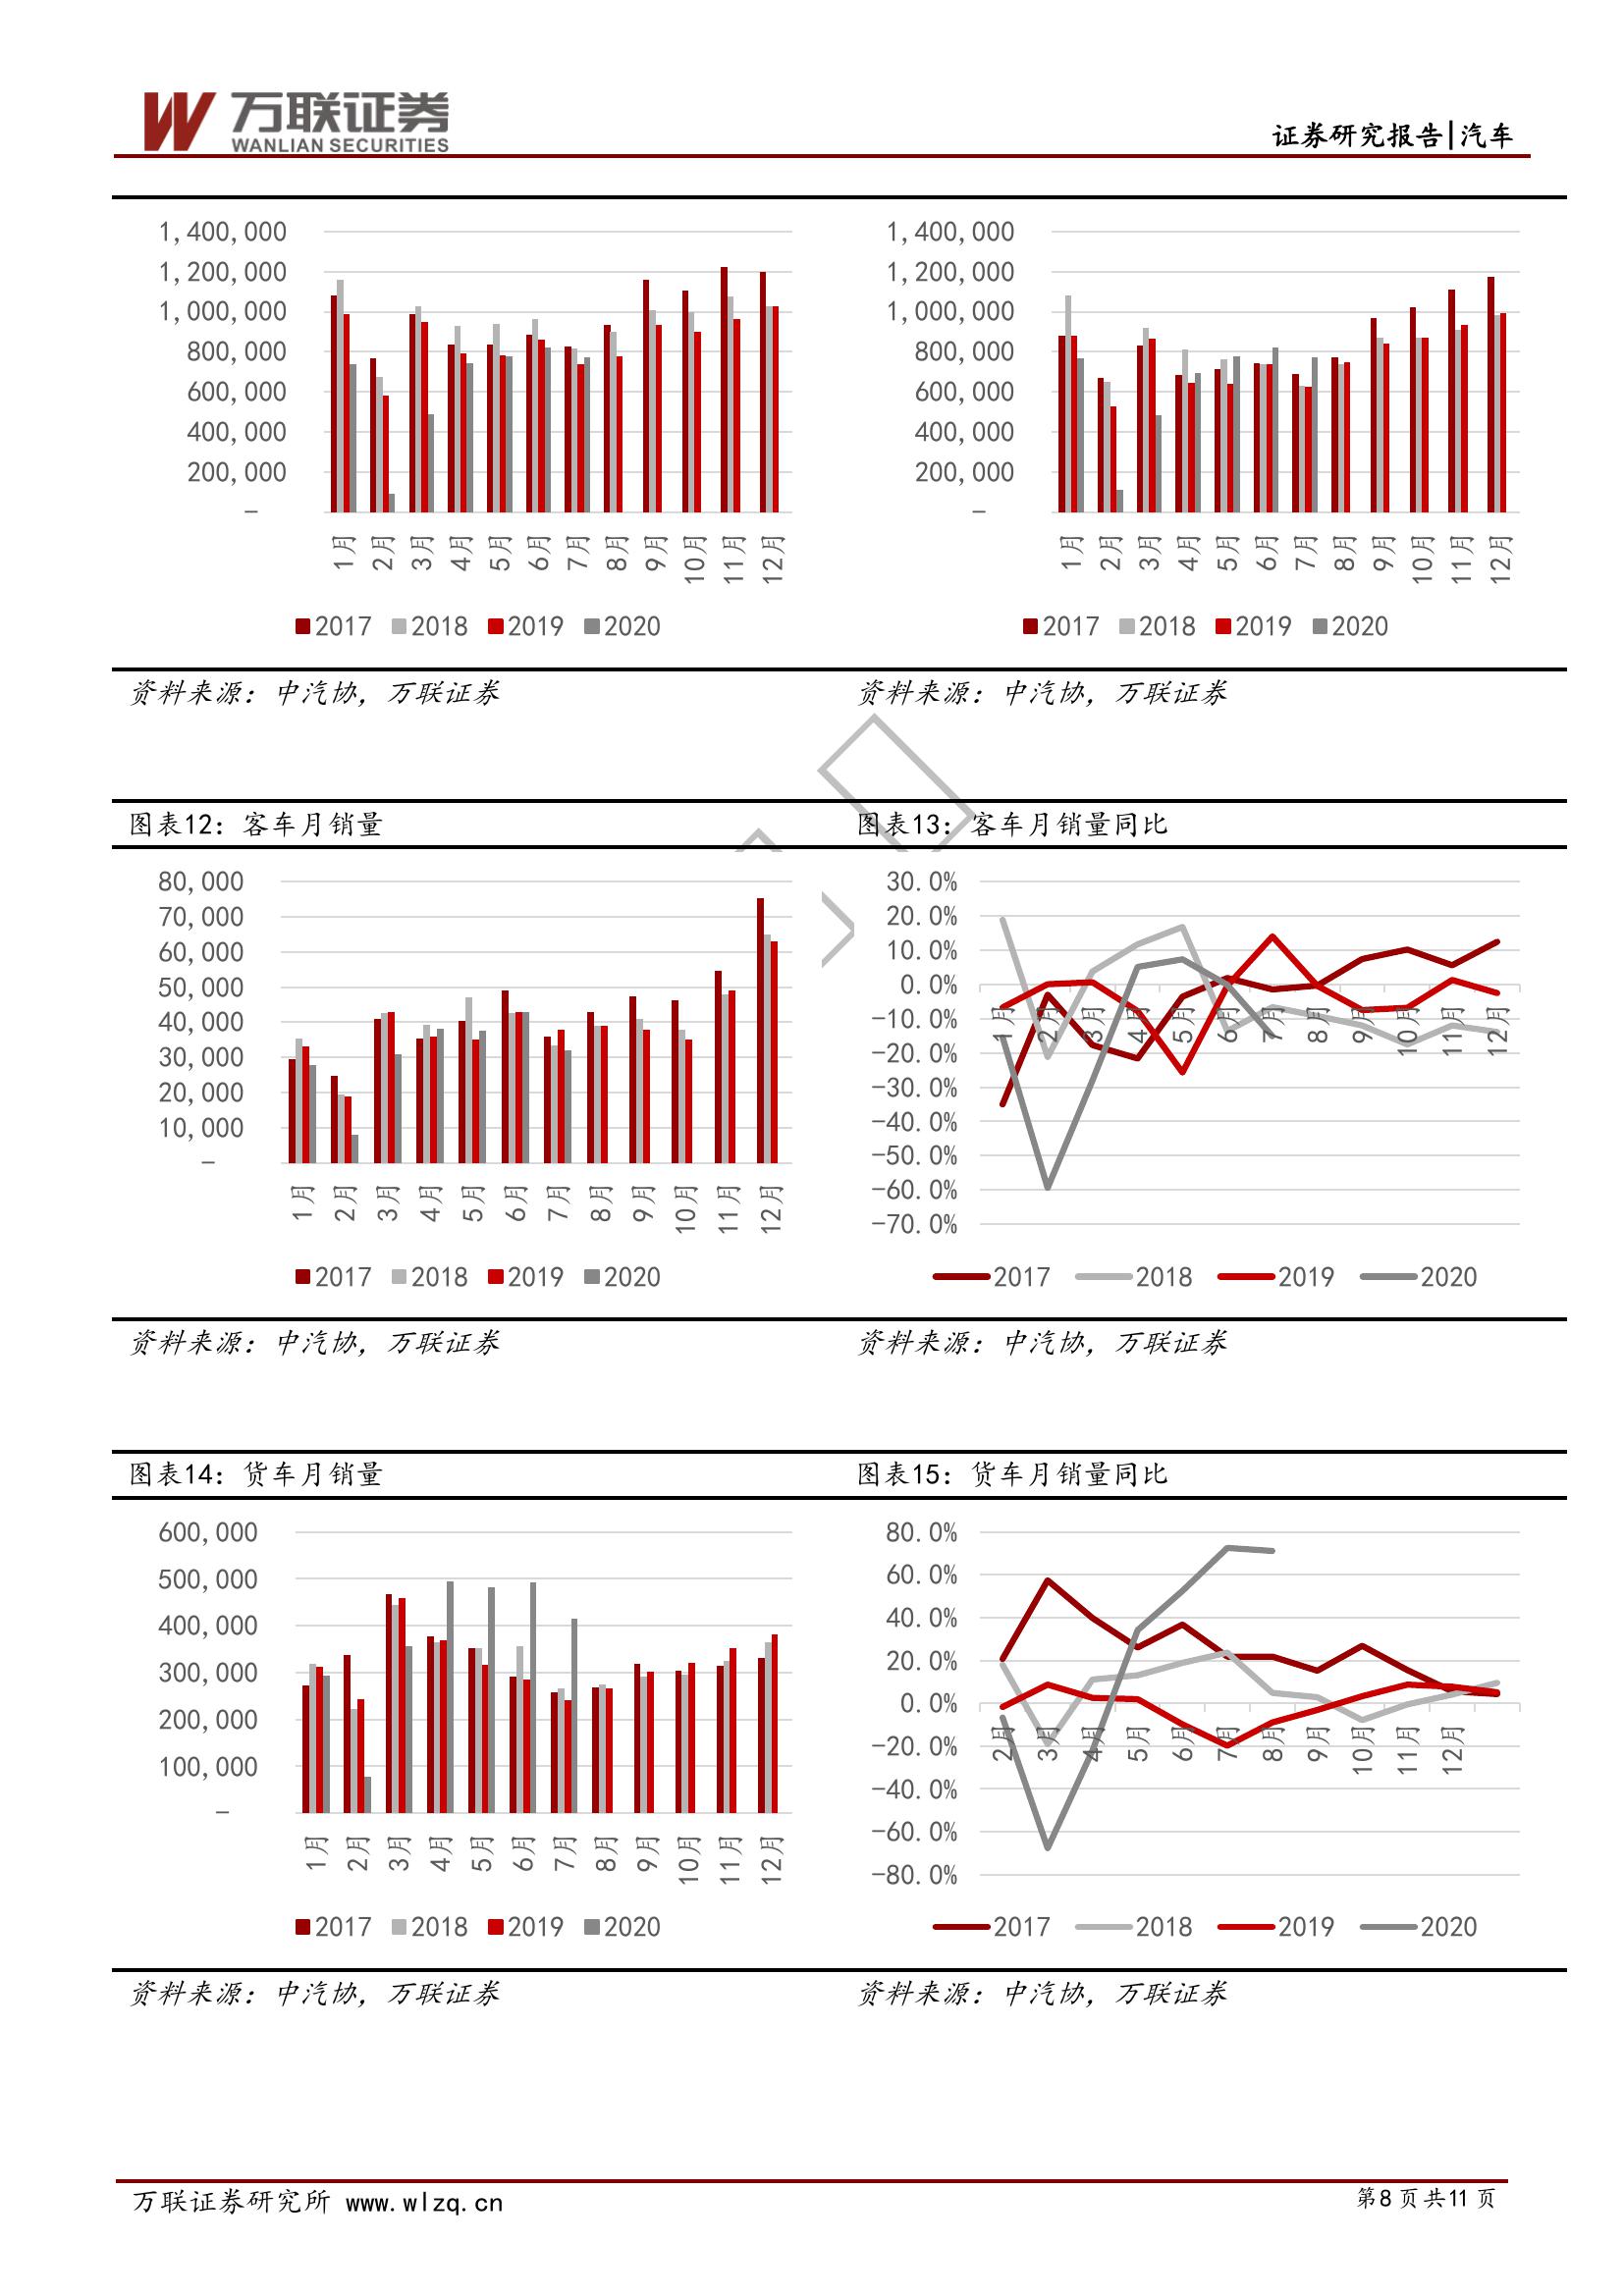 万联证券
WANLIAN SECURITIES
证券研究报告|汽车
1,400,000
1,200,000
1,000,000
800,000
600,000
400,000
200,000
–
1月 2月 3月 4月 5月 6月 7月 8月 9月 10月 11月 12月
2017 2018 2019 2020
1,400,000
1,200,000
1,000,000
800,000
600,000
400,000
200,000
–
1月 2月 3月 4月 5月 6月 7月 8月 9月 10月 11月 12月
2017 2018 2019 2020
资料来源：中汽协，万联证券
资料来源：中汽协，万联证券
图表12：客车月销量
图表13：客车月销量同比
80,000
70,000
60,000
50,000
40,000
30,000
20,000
10,000
–
1月 2月 3月 4月 5月 6月 7月 8月 9月 10月 11月 12月
2017 2018 2019 2020
30.0%
20.0%
10.0%
0.0%
-10.0%
-20.0%
-30.0%
-40.0%
-50.0%
-60.0%
-70.0%
1月 2月 3月 4月 5月 6月 7月 8月 9月 10月 11月 12月
2017 2018 2019 2020
资料来源：中汽协，万联证券
资料来源：中汽协，万联证券
图表14：货车月销量
图表15：货车月销量同比
600,000
500,000
400,000
300,000
200,000
100,000
–
1月 2月 3月 4月 5月 6月 7月 8月 9月 10月 11月 12月
2017 2018 2019 2020
80.0%
60.0%
40.0%
20.0%
0.0%
-20.0%
-40.0%
-60.0%
-80.0%
2月 3月 4月 5月 6月 7月 8月 9月 10月 11月 12月
2017 2018 2019 2020
资料来源：中汽协，万联证券
资料来源：中汽协，万联证券
万联证券研究所 www.wlzq.cn
第8页共11页